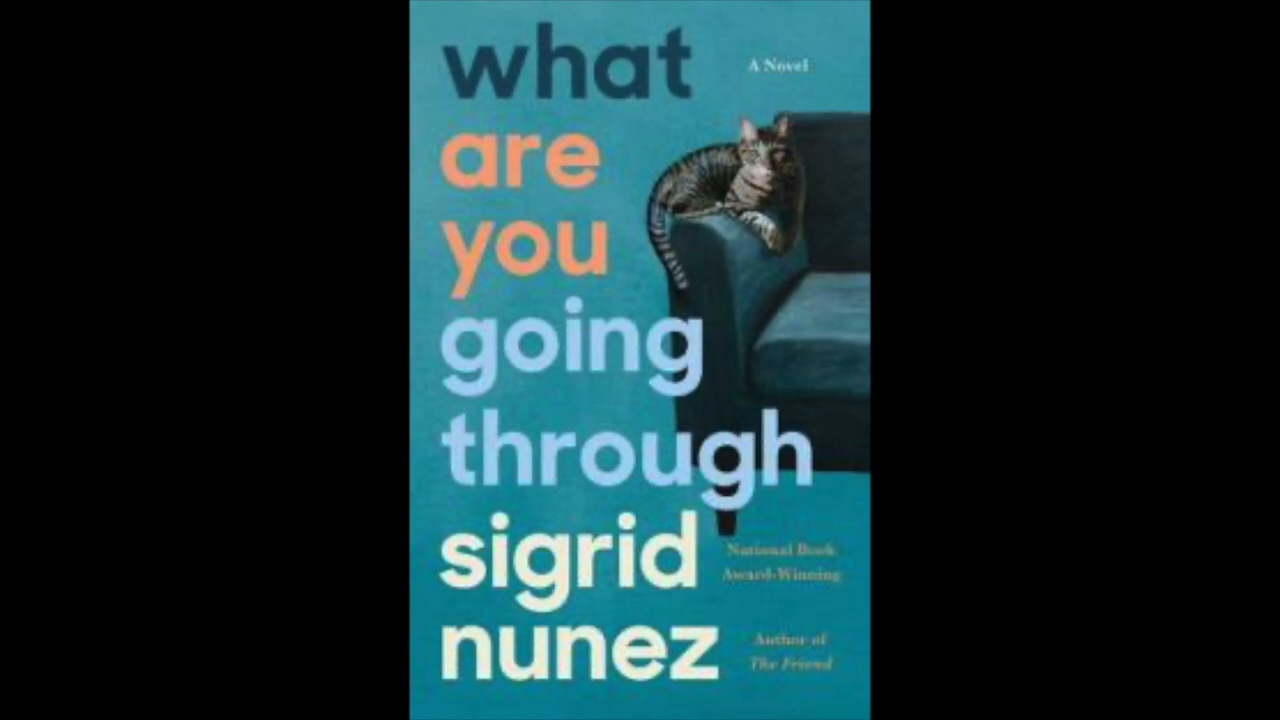 what
A Novel
are
you
going
through
sigrid
nunez
National Book
Award-Winning
Author of
The Friend